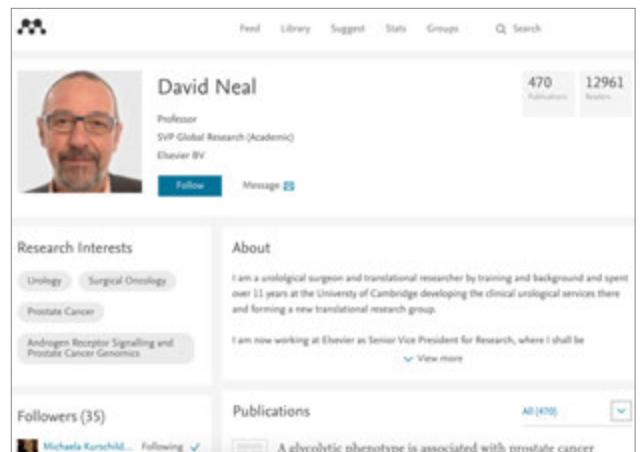 Feed Library Suggest Stats Groups Search
David Neal
Professor
SVP Global Research (Academic)
Elsevier BV
Follow Message
470 12961
Publications Readers
Research Interests
Urology Surgical Oncology
Prostate Cancer
Androgen Receptor Signalling and
Prostate Cancer Genomics
About
I am a urololgical surgeon and translational researcher by training and background and spent
over 11 years at the Universty of Cambridge developing the clinical urological services there
and forming a new translational research group.
I am now working at Elsevier as Senior Vice President for Research, where I shall be
View more
Followers (35)
Michaela Kurschild... Following
Publications All (470)
A glycolytic phenotype is associated with prostate cancer